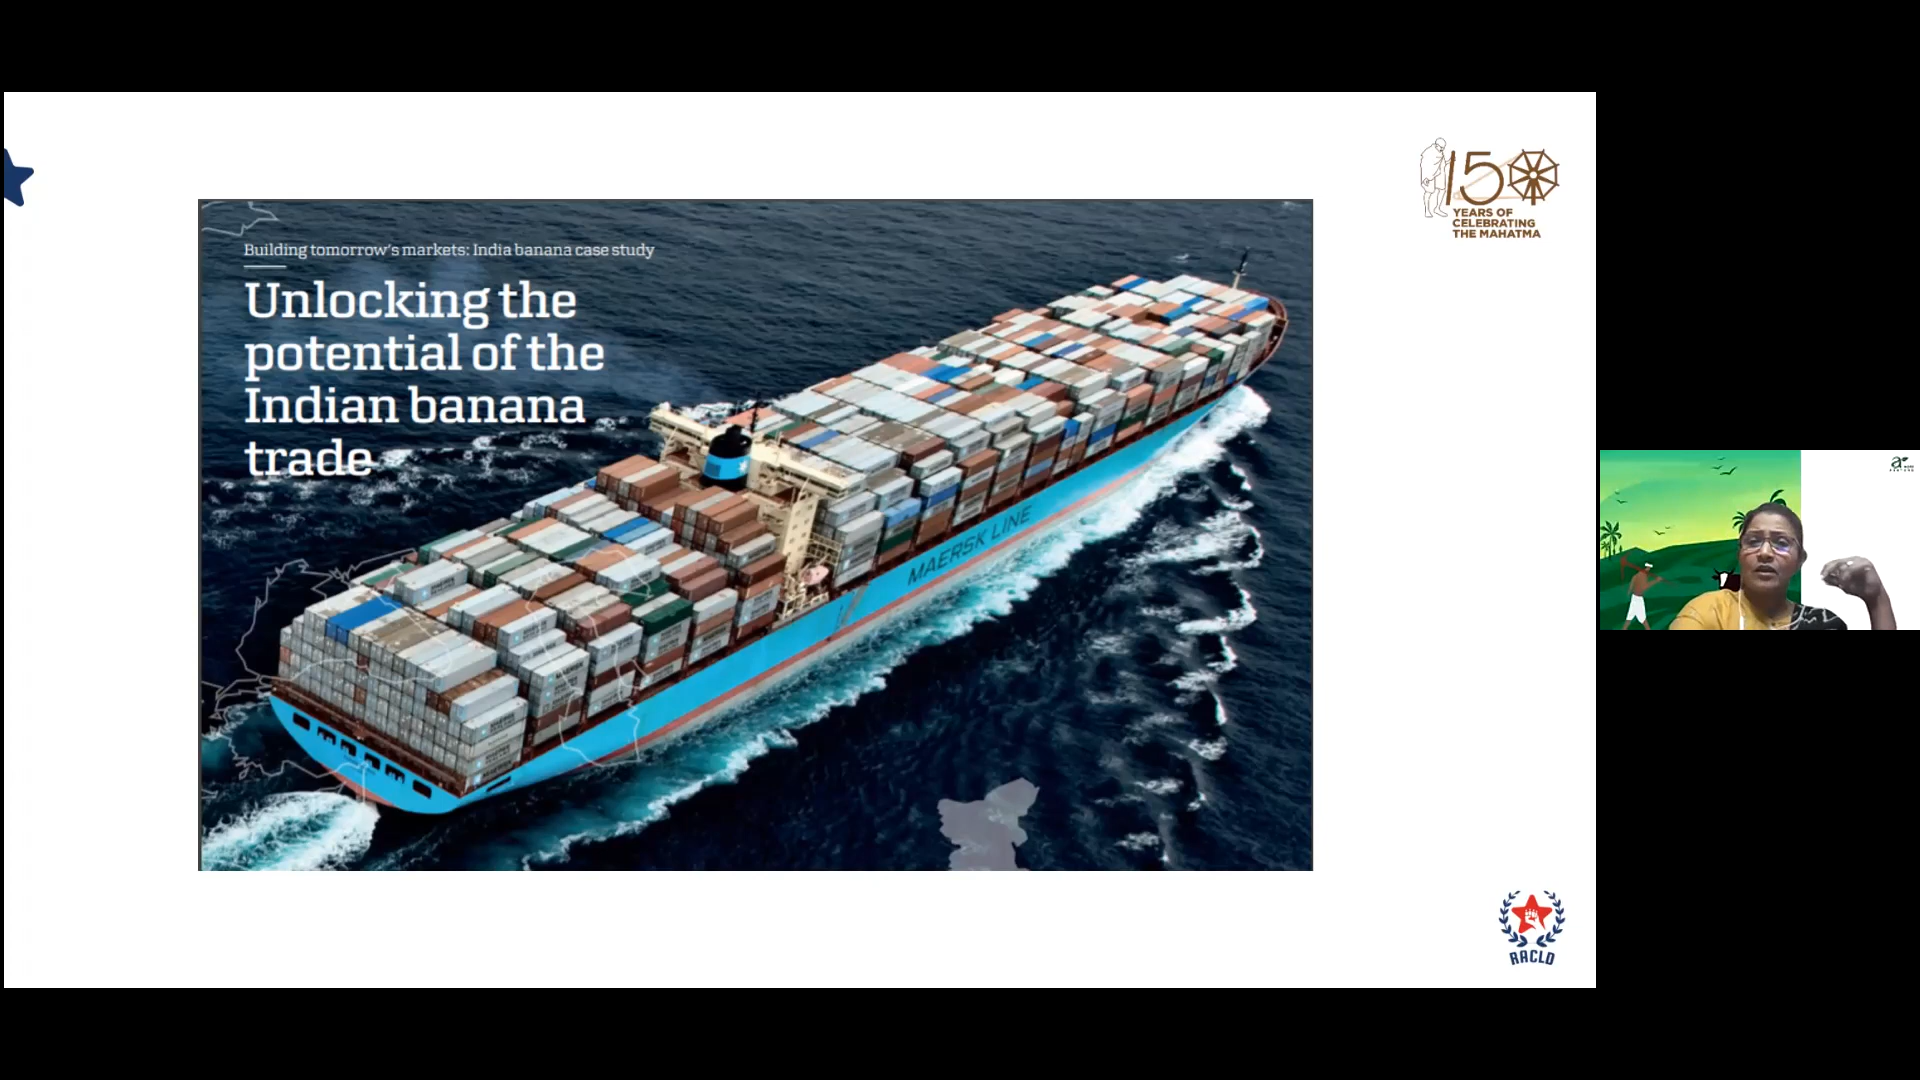 Building tomorrow's markets: India banana case study
Unlocking the
potential of the
Indian banana
trade
MAERSK LINE
150
YEARS OF
CELEBRATING
THE MAHATMA
RACLD